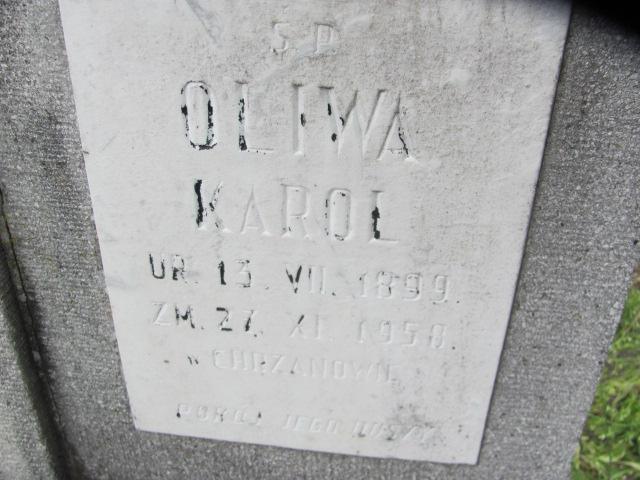 Ś.P.
OLIWA
KAROL
UR. 13. VII. 1899.
ZM. 27. XI. 1958.
W CHRZANOWIE
POKÓJ JEGO DUSZY